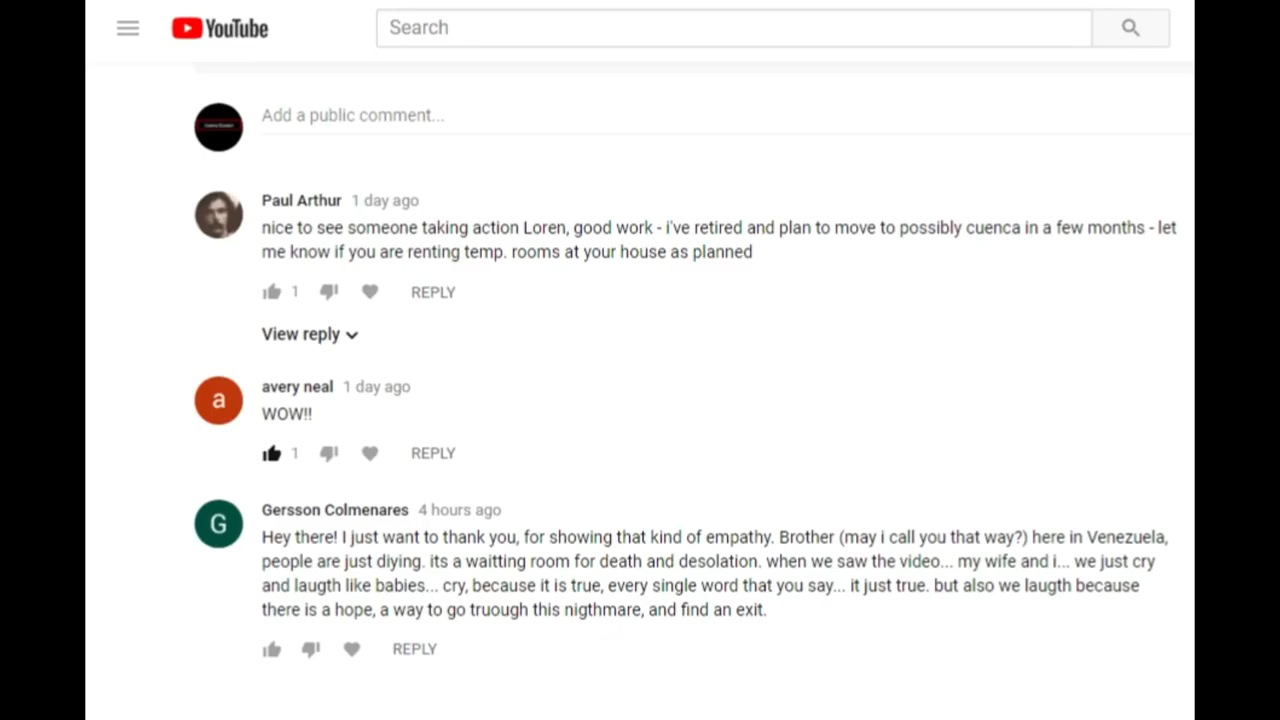 YouTube
Search
Add a public comment...
Paul Arthur 1 day ago
nice to see someone taking action Loren, good work - i've retired and plan to move to possibly cuenca in a few months - let
me know if you are renting temp. rooms at your house as planned
1 REPLY
View reply
a
avery neal 1 day ago
WOW!!
1 REPLY
G
Gersson Colmenares 4 hours ago
Hey there! I just want to thank you, for showing that kind of empathy. Brother (may i call you that way?) here in Venezuela,
people are just diying. its a waitting room for death and desolation. when we saw the video... my wife and i... we just cry
and laugth like babies... cry, because it is true, every single word that you say... it just true. but also we laugth because
there is a hope, a way to go truough this nigthmare, and find an exit.
REPLY